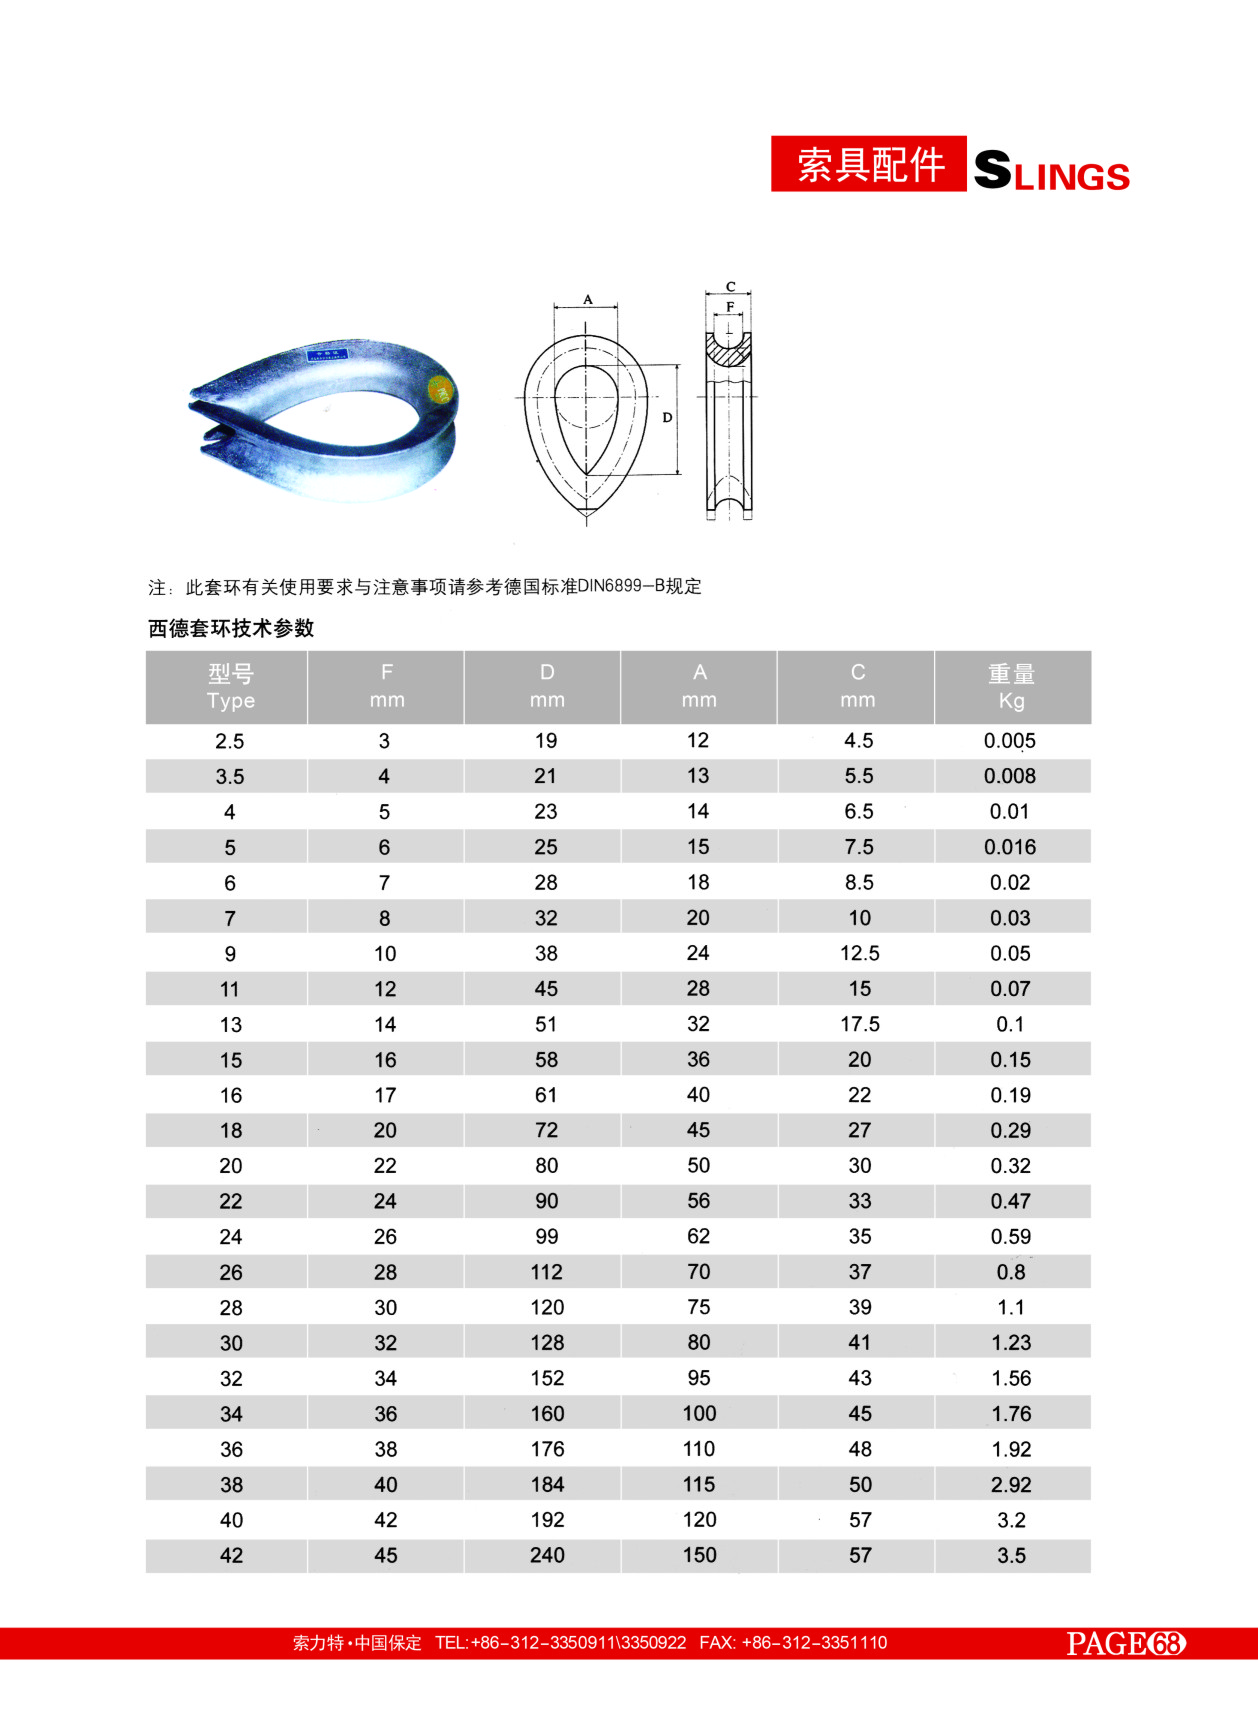 索具配件 SLINGS
C
A
F
D
注：此套环有关使用要求与注意事项请参考德国标准DIN6899-B规定
西德套环技术参数
型号 F D A C 重量
Type mm mm mm mm Kg
2.5 3 19 12 4.5 0.005
3.5 4 21 13 5.5 0.008
4 5 23 14 6.5 0.01
5 6 25 15 7.5 0.016
6 7 28 18 8.5 0.02
7 8 32 20 10 0.03
9 10 38 24 12.5 0.05
11 12 45 28 15 0.07
13 14 51 32 17.5 0.1
15 16 58 36 20 0.15
16 17 61 40 22 0.19
18 20 72 45 27 0.29
20 22 80 50 30 0.32
22 24 90 56 33 0.47
24 26 99 62 35 0.59
26 28 112 70 37 0.8
28 30 120 75 39 1.1
30 32 128 80 41 1.23
32 34 152 95 43 1.56
34 36 160 100 45 1.76
36 38 176 110 48 1.92
38 40 184 115 50 2.92
40 42 192 120 57 3.2
42 45 240 150 57 3.5
索力特·中国保定 TEL:+86-312-3350911\3350922 FAX: +86-312-3351110 PAGE 68